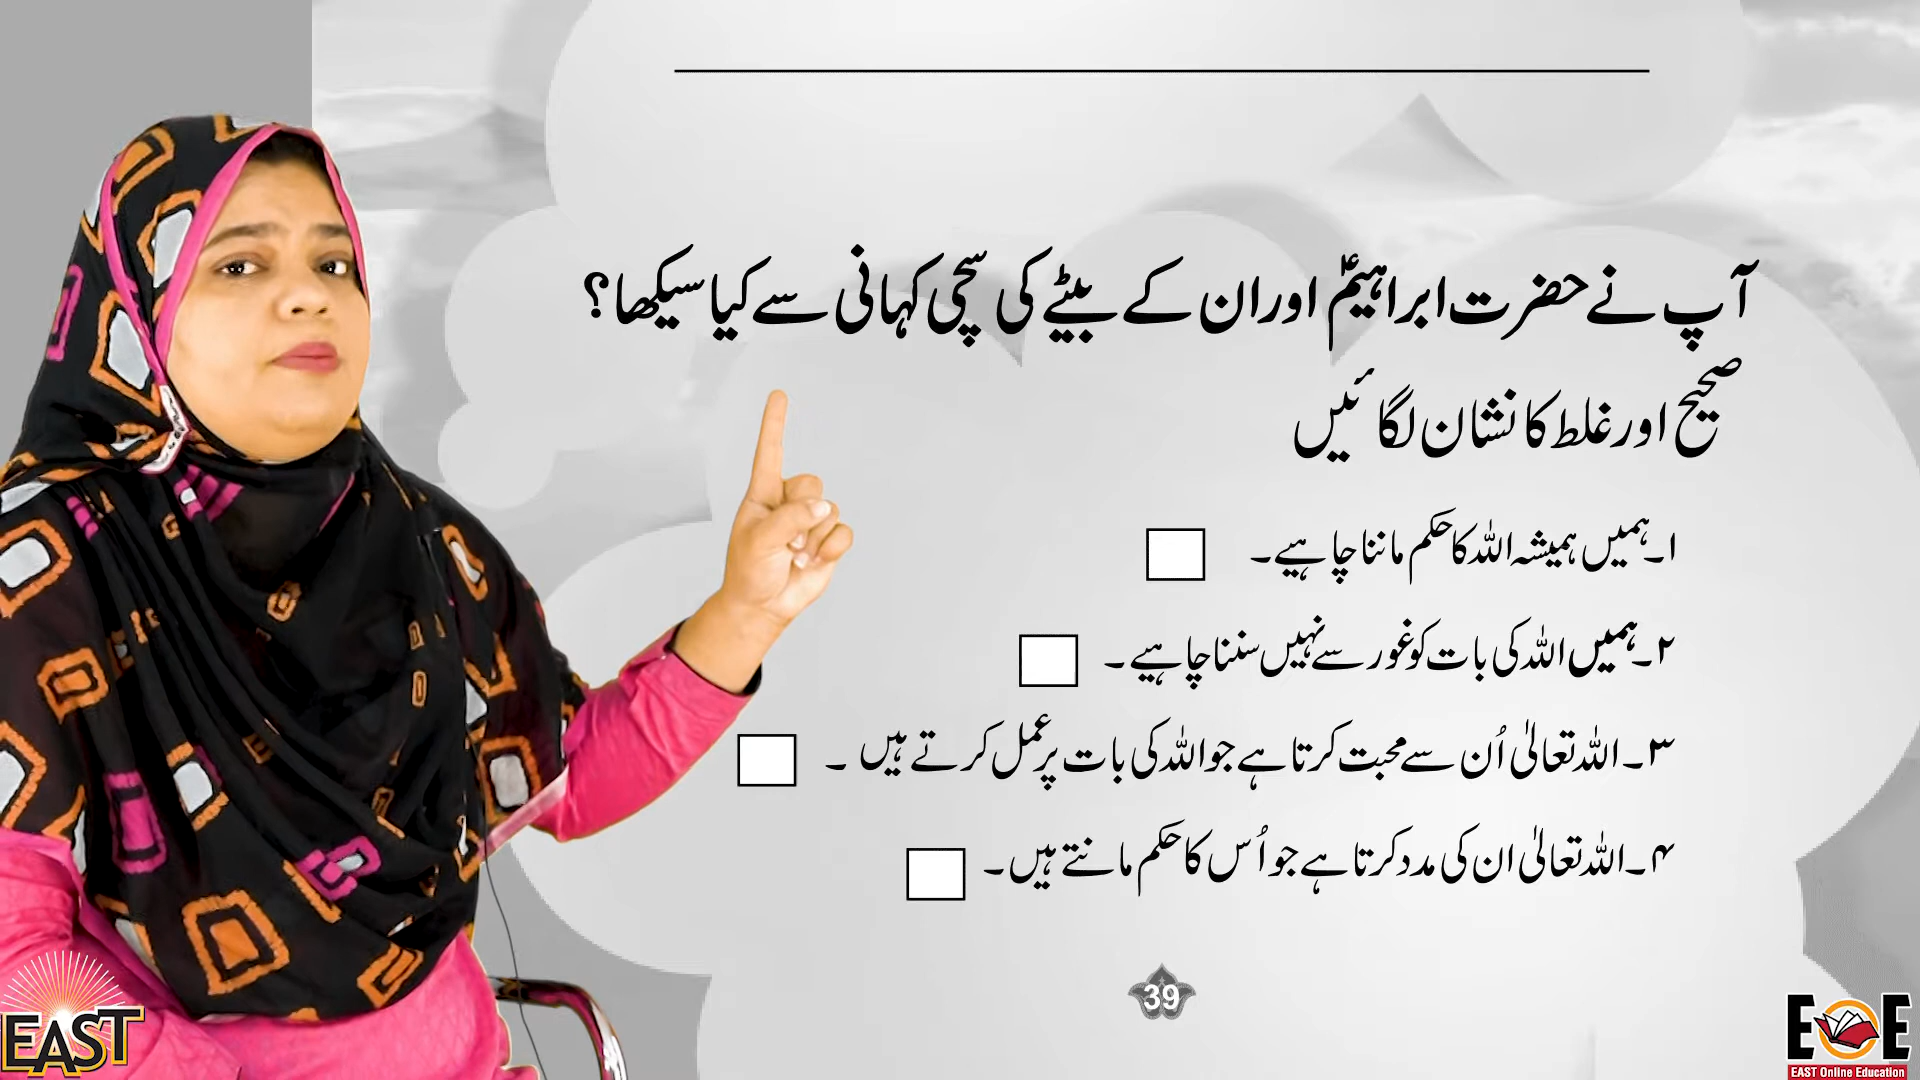 آپ نے حضرت ابراہیمؑ اور ان کے بیٹے کی سچی کہانی سے کیا سیکھا؟
صحیح اور غلط کا نشان لگائیں
۱۔ ہمیں ہمیشہ اللہ کا حکم ماننا چاہیے۔
۲۔ ہمیں اللہ کی بات کو غور سے نہیں سننا چاہیے۔
۳۔ اللہ تعالیٰ اُن سے محبت کرتا ہے جو اللہ کی بات پر عمل کرتے ہیں۔
۴۔ اللہ تعالیٰ ان کی مدد کرتا ہے جو اُس کا حکم مانتے ہیں۔
39
EAST
EOE
EAST Online Education